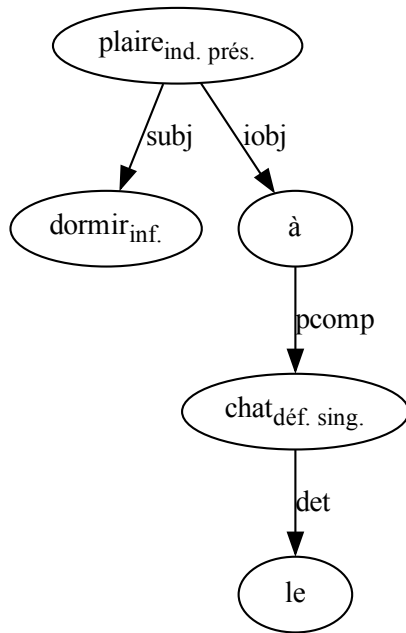 plaire ind. prés.
subj iobj
dormir inf. à
pcomp
chat déf. sing.
det
le